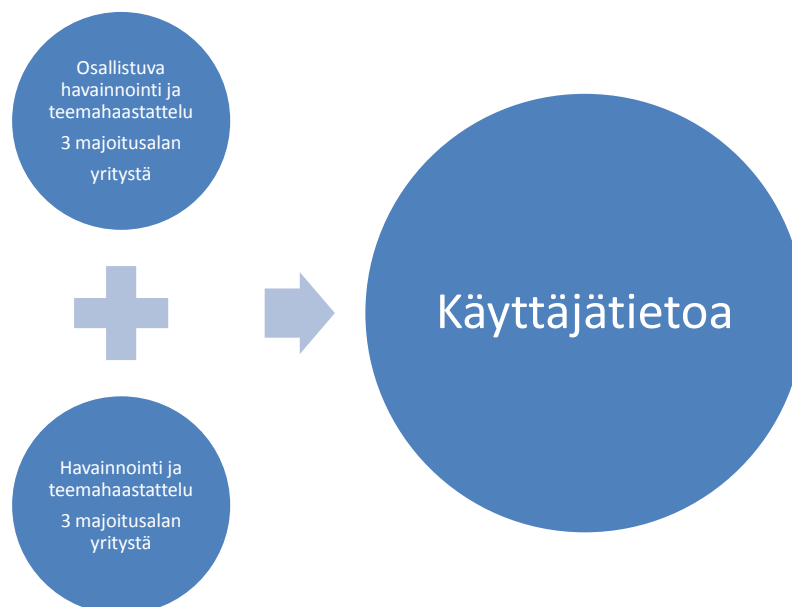 Osallistuva
havainnointi ja
teemahaastattelu
3 majoitusalan
yritystä
Käyttäjätietoa
Havainnointi ja
teemahaastattelu
3 majoitusalan
yritystä